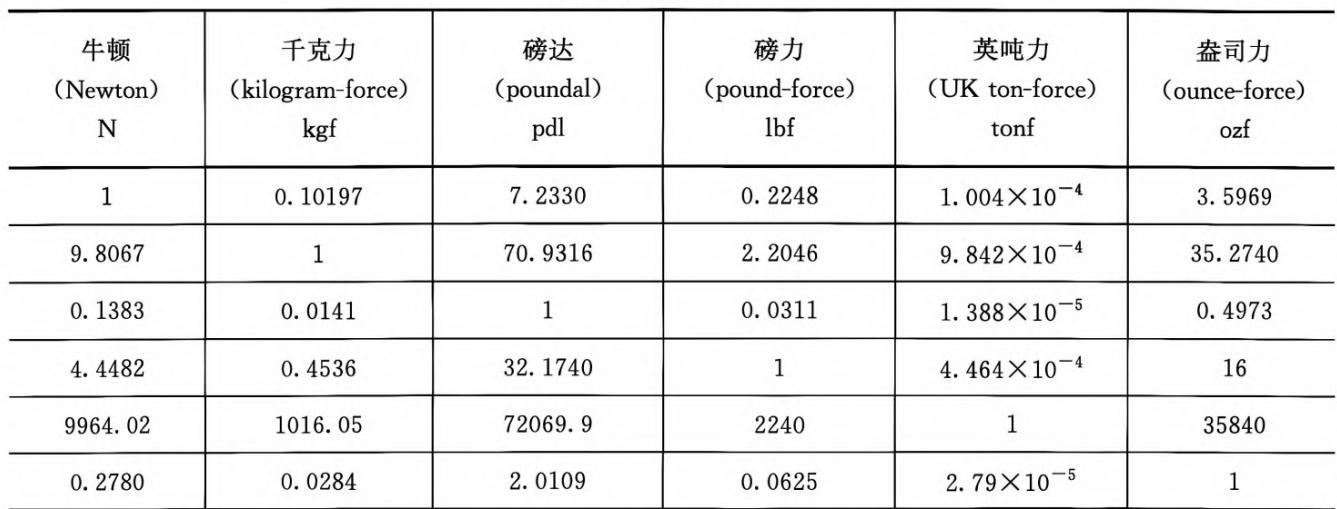 牛顿 千克力 磅达 磅力 英吨力 盎司力
(Newton) (kilogram-force) (poundal) (pound-force) (UK ton-force) (ounce-force)
N kgf pdl lbf tonf ozf
1 0.10197 7.2330 0.2248 1.004×10⁻⁴ 3.5969
9.8067 1 70.9316 2.2046 9.842×10⁻⁴ 35.2740
0.1383 0.0141 1 0.0311 1.388×10⁻⁵ 0.4973
4.4482 0.4536 32.1740 1 4.464×10⁻⁴ 16
9964.02 1016.05 72069.9 2240 1 35840
0.2780 0.0284 2.0109 0.0625 2.79×10⁻⁵ 1